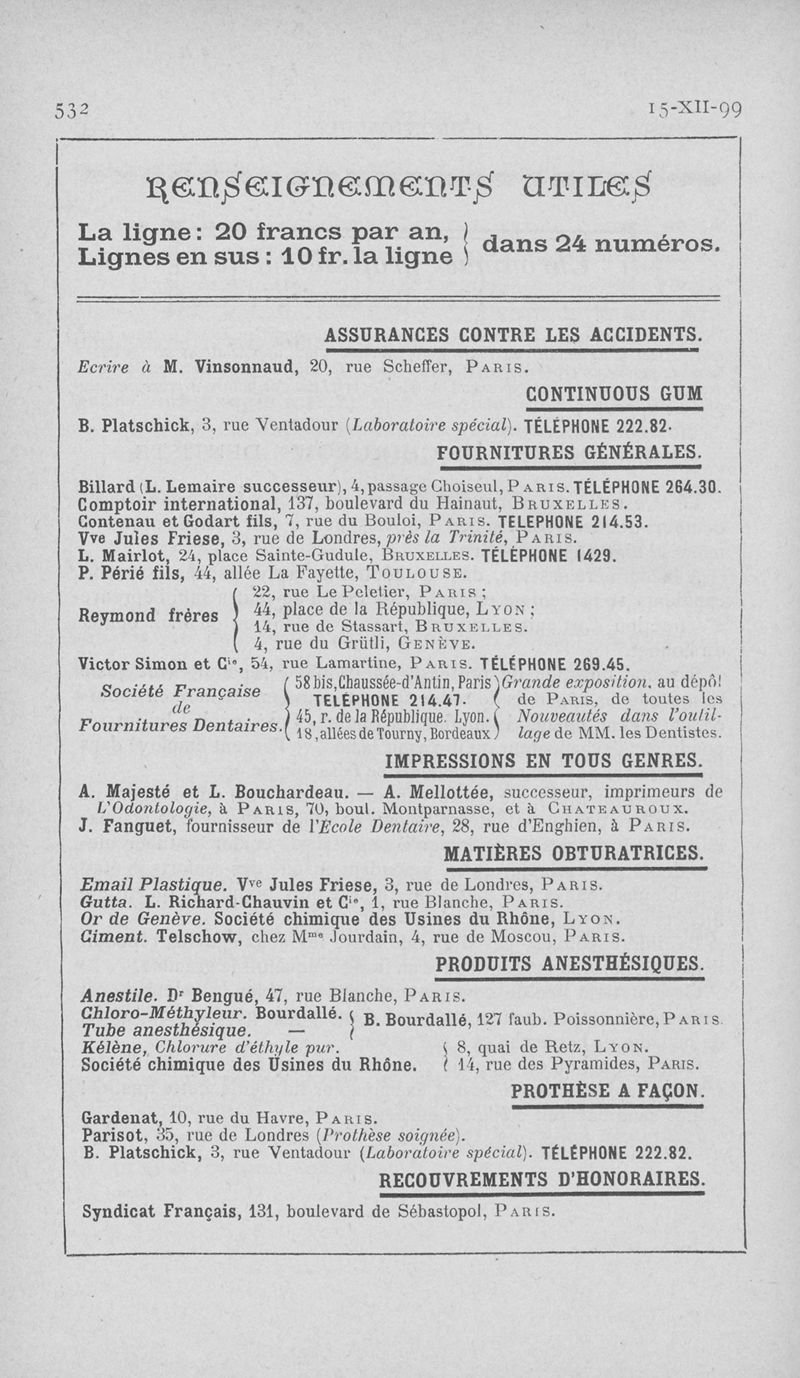 532
15-XII-99
Renseignements utiles
La ligne: 20 francs par an, } dans 24 numéros.
Lignes en sus : 10 fr. la ligne
ASSURANCES CONTRE LES ACCIDENTS.
Ecrire à M. Vinsonnaud, 20, rue Scheffer, PARIS.
CONTINUOUS GUM
B. Platschick, 3, rue Ventadour (Laboratoire spécial). TÉLÉPHONE 222.82.
FOURNITURES GÉNÉRALES.
Billard (L. Lemaire successeur), 4, passage Choiseul, PARIS. TÉLÉPHONE 264.30.
Comptoir international, 137, boulevard du Hainaut, BRUXELLES.
Contenau et Godart fils, 7, rue du Bouloi, PARIS. TELEPHONE 214.53.
Vve Jules Friese, 3, rue de Londres, près la Trinité, PARIS.
L. Mairlot, 24, place Sainte-Gudule, BRUXELLES. TÉLÉPHONE 1429.
P. Périé fils, 44, allée La Fayette, TOULOUSE.
Reymond frères { 22, rue Le Peletier, PARIS ;
44, place de la République, LYON ;
14, rue de Stassart, BRUXELLES.
4, rue du Grütli, GENÈVE.
Victor Simon et Cie, 54, rue Lamartine, PARIS. TÉLÉPHONE 269.45.
Société Française
de
Fournitures Dentaires.
58 bis, Chaussée-d'Antin, Paris
TELEPHONE 214.47.
45, r. de la République. Lyon.
18, allées de Tourny, Bordeaux
Grande exposition, au dépôt
de PARIS, de toutes les
Nouveautés dans l'outil-
lage de MM. les Dentistes.
IMPRESSIONS EN TOUS GENRES.
A. Majesté et L. Bouchardeau. — A. Mellottée, successeur, imprimeurs de
L'Odontologie, à PARIS, 70, boul. Montparnasse, et à CHATEAUROUX.
J. Fanguet, fournisseur de l'Ecole Dentaire, 28, rue d'Enghien, à PARIS.
MATIÈRES OBTURATRICES.
Email Plastique. Vve Jules Friese, 3, rue de Londres, PARIS.
Gutta. L. Richard-Chauvin et Cie, 1, rue Blanche, PARIS.
Or de Genève. Société chimique des Usines du Rhône, LYON.
Ciment. Telschow, chez Mme Jourdain, 4, rue de Moscou, PARIS.
PRODUITS ANESTHÉSIQUES.
Anestile. Dr Bengué, 47, rue Blanche, PARIS.
Chloro-Méthyleur. Bourdallé. { B. Bourdallé, 127 faub. Poissonnière, PARIS.
Tube anesthésique. —
Kélène, Chlorure d'éthyle pur. { 8, quai de Retz, LYON.
Société chimique des Usines du Rhône. { 14, rue des Pyramides, PARIS.
PROTHÈSE A FAÇON.
Gardenat, 10, rue du Havre, PARIS.
Parisot, 35, rue de Londres (Prothèse soignée).
B. Platschick, 3, rue Ventadour (Laboratoire spécial). TÉLÉPHONE 222.82.
RECOUVREMENTS D'HONORAIRES.
Syndicat Français, 131, boulevard de Sébastopol, PARIS.